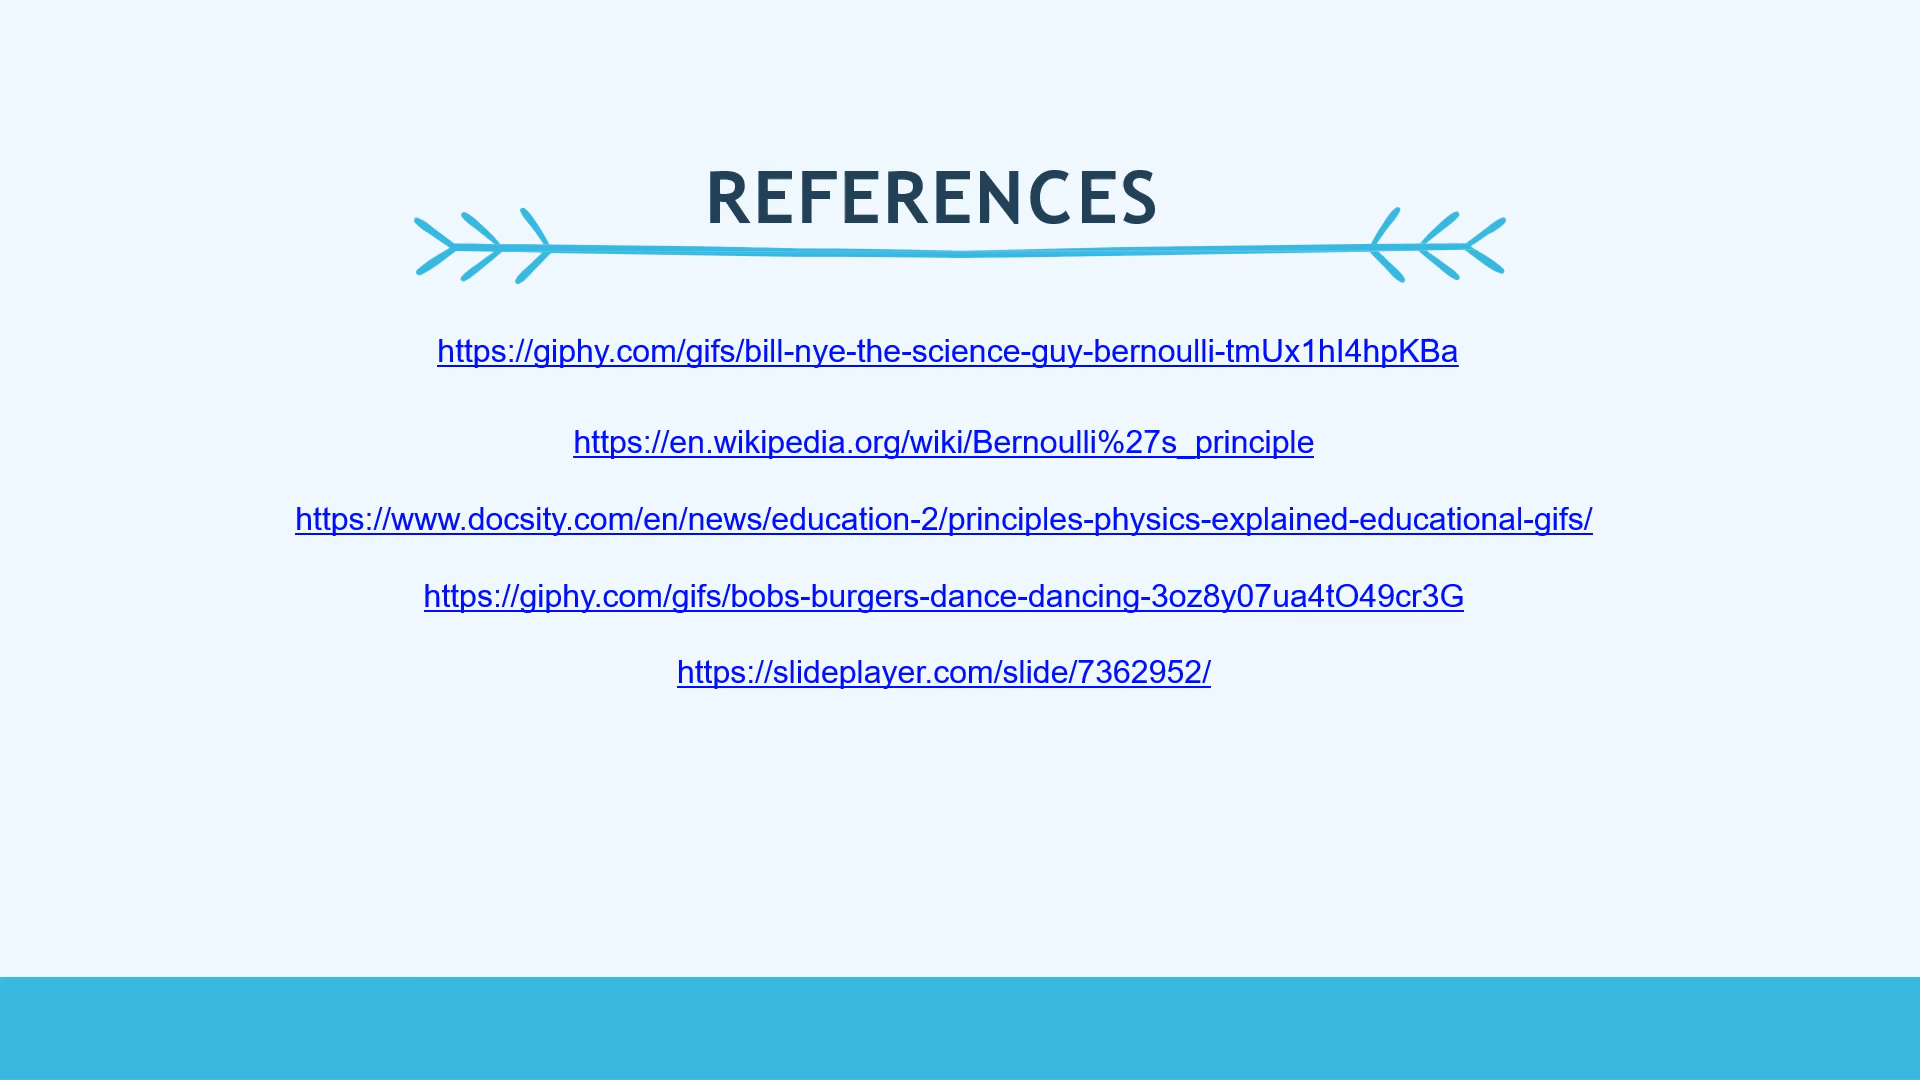 REFERENCES
https://giphy.com/gifs/bill-nye-the-science-guy-bernoulli-tmUx1hI4hpKBa
https://en.wikipedia.org/wiki/Bernoulli%27s_principle
https://www.docsity.com/en/news/education-2/principles-physics-explained-educational-gifs/
https://giphy.com/gifs/bobs-burgers-dance-dancing-3oz8y07ua4tO49cr3G
https://slideplayer.com/slide/7362952/